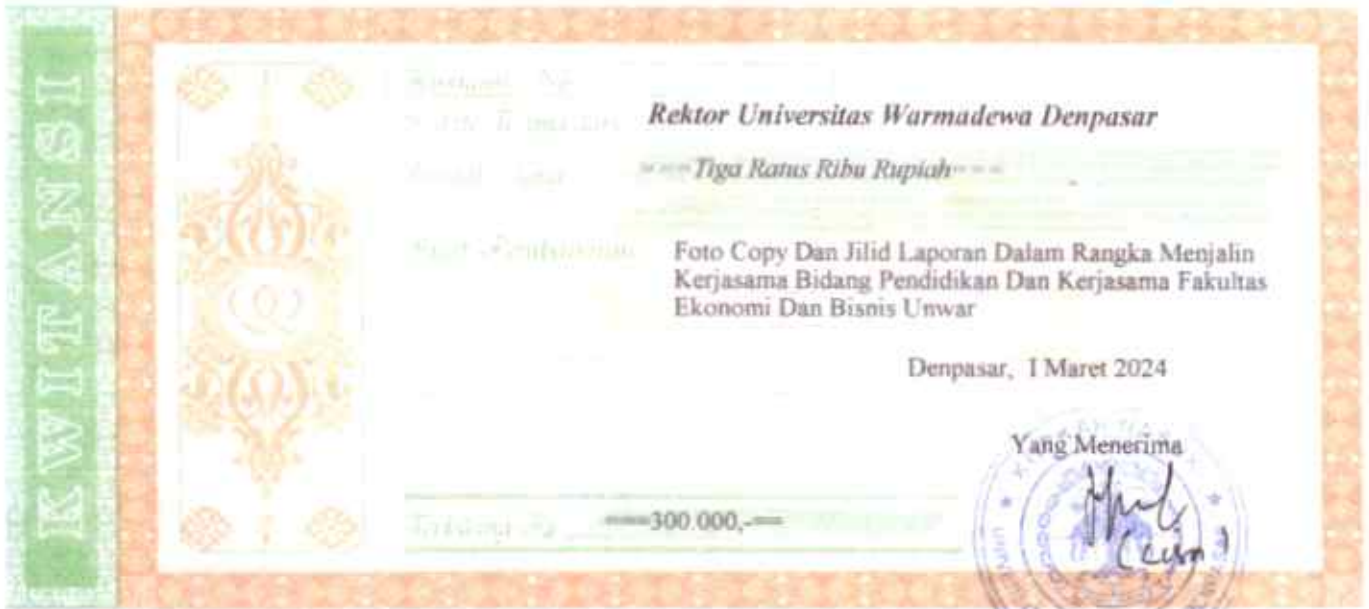 KWITANSI
Rektor Universitas Warmadewa Denpasar
===Tiga Ratus Ribu Rupiah===
Foto Copy Dan Jilid Laporan Dalam Rangka Menjalin
Kerjasama Bidang Pendidikan Dan Kerjasama Fakultas
Ekonomi Dan Bisnis Unwar
Denpasar, 1 Maret 2024
Yang Menerima
===300.000,-==